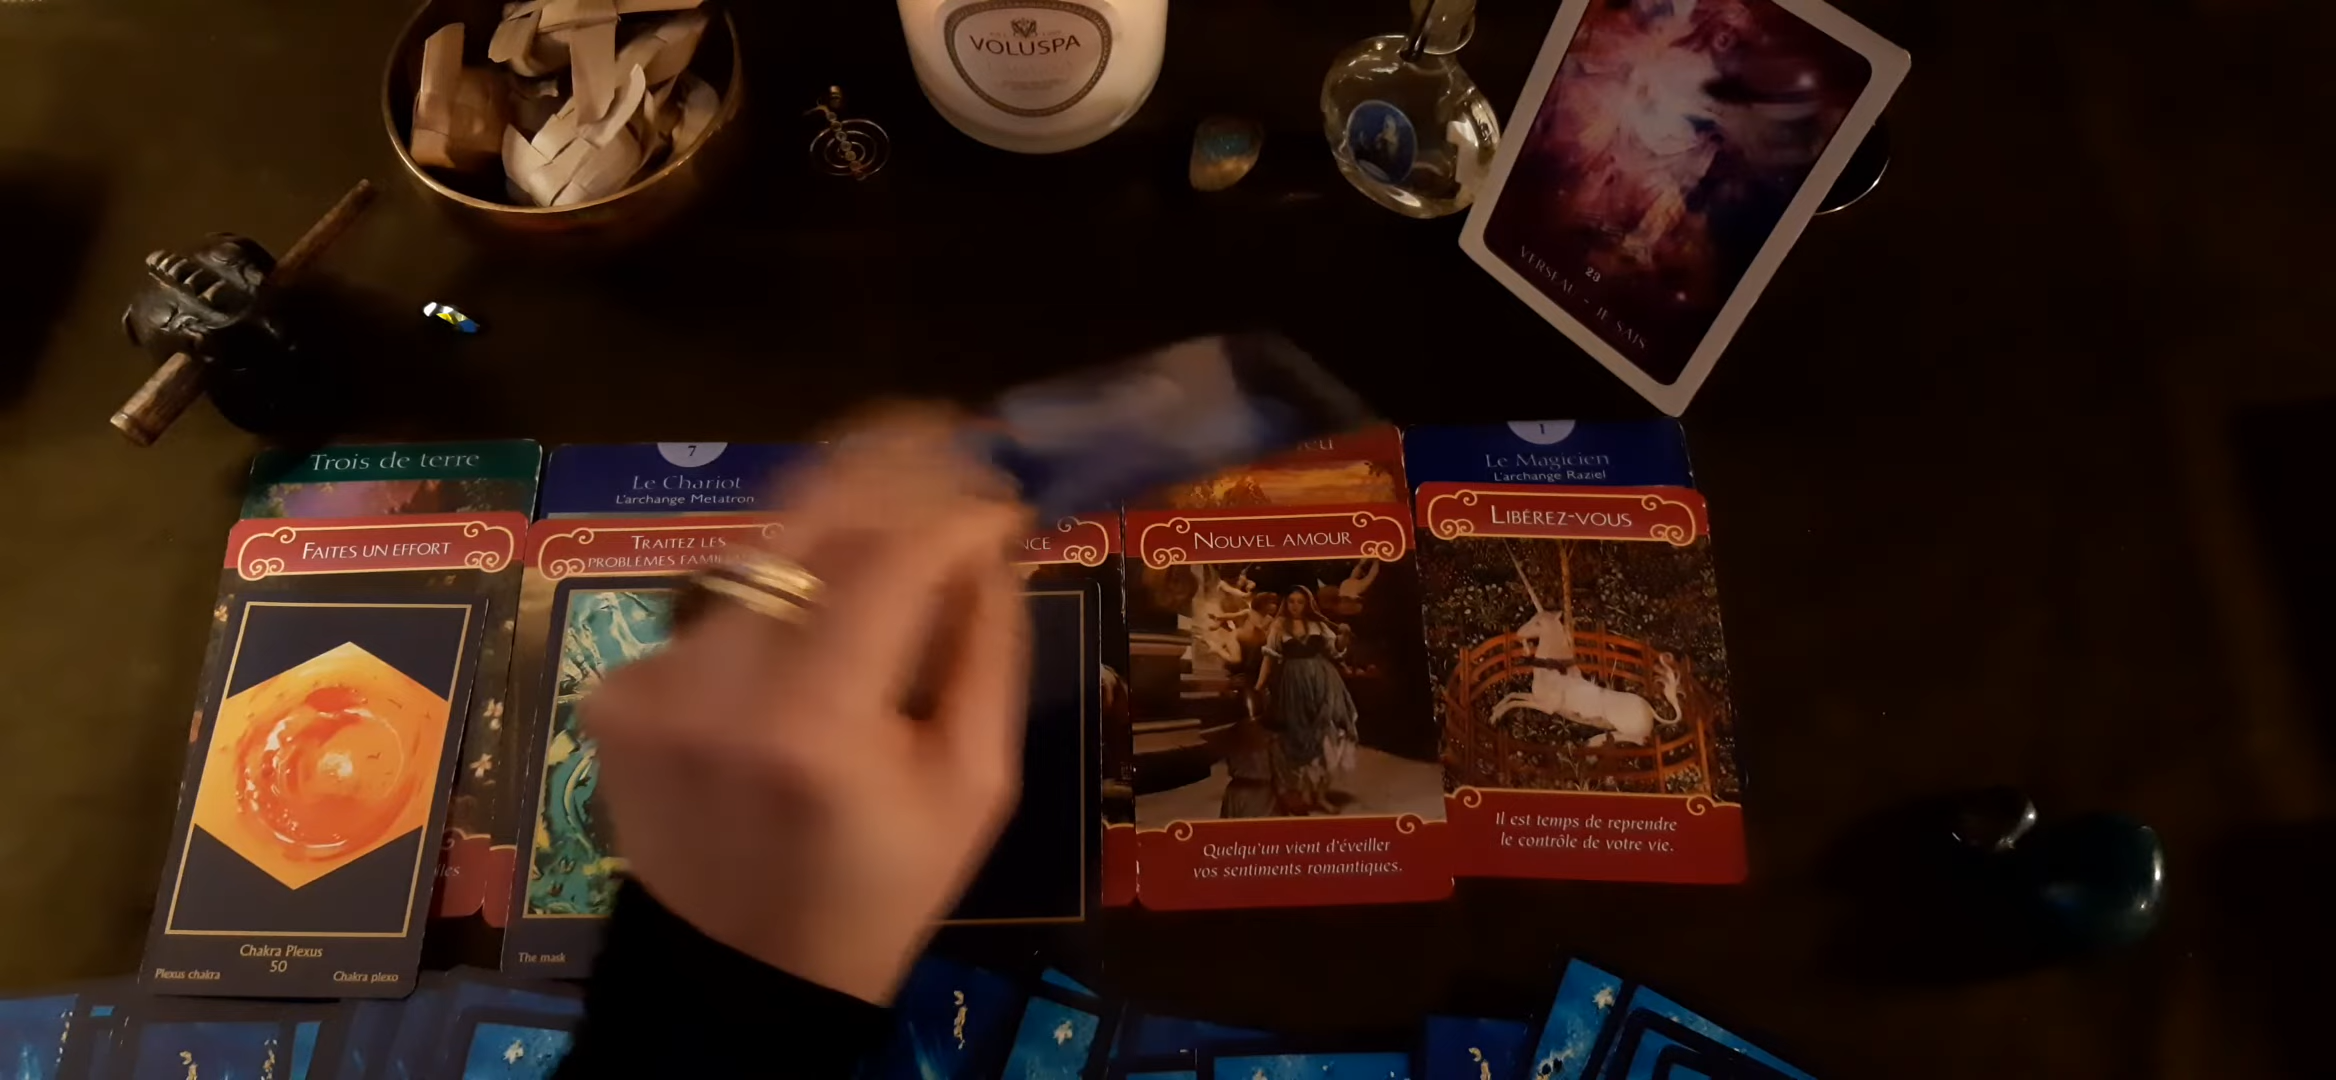 VOLUSPA
23
VERSEAU - JE SAIS
Trois de terre
7
Le Chariot
L'archange Metatron
1
Le Magicien
L'archange Raziel
FAITES UN EFFORT
TRAITEZ LES
PROBLÈMES
NOUVEL AMOUR
LIBÉREZ-VOUS
Quelqu'un vient d'éveiller
vos sentiments romantiques.
Il est temps de reprendre
le contrôle de votre vie.
Chakra Plexus
50
Plexus chakra
Chakra plexo
The mask